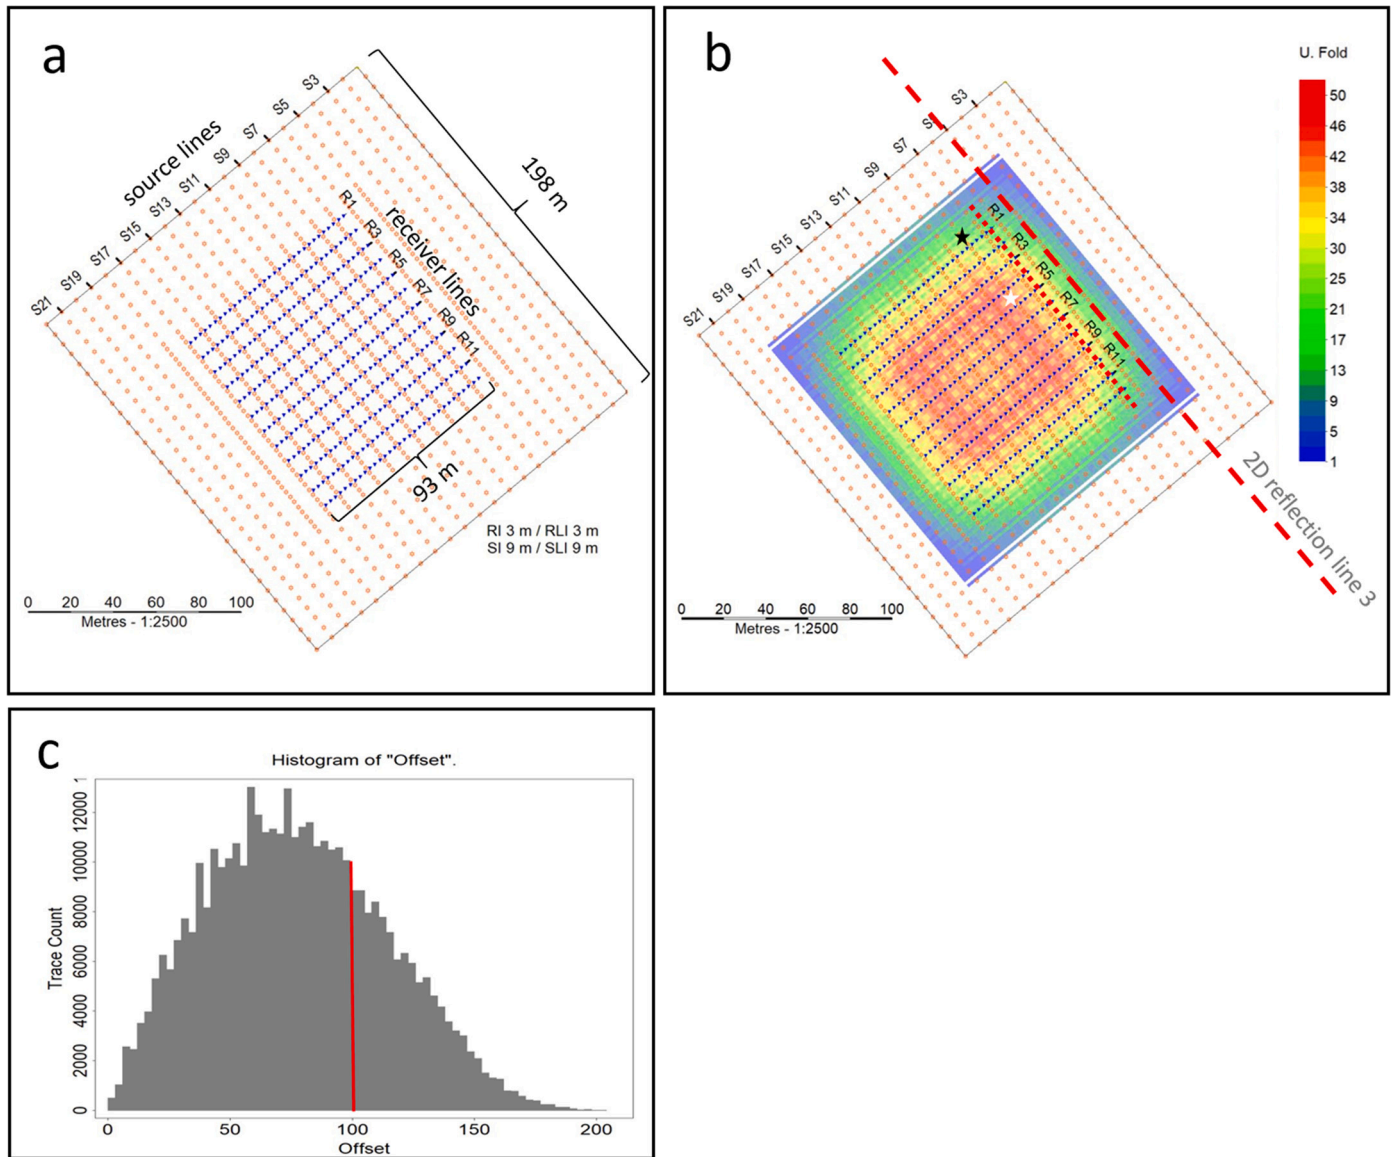 a
source lines
S3
S5
S7
S9
S11
S13
S15
S17
S19
S21
receiver lines
R1
R3
R5
R7
R9
R11
198 m
93 m
RI 3 m / RLI 3 m
SI 9 m / SLI 9 m
0 20 40 60 80 100
Metres - 1:2500
b
S3
S
S7
S9
S11
S13
S15
S17
S19
S21
R1
R3
R5
R7
R9
R11
2D reflection line 3
U. Fold
50
46
42
38
34
30
25
21
17
13
9
5
1
0 20 40 60 80 100
Metres - 1:2500
c
Histogram of "Offset".
Trace Count
0 2000 4000 6000 8000 10000 12000
0 50 100 150 200
Offset